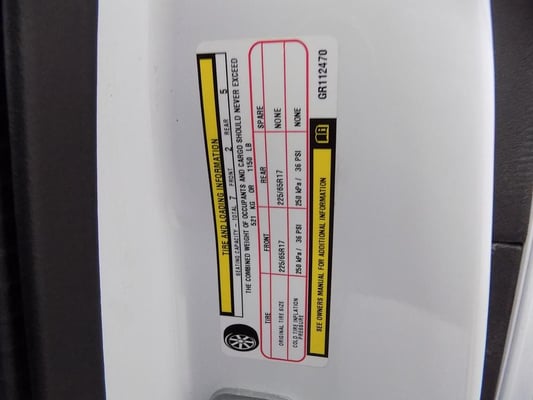 TIRE AND LOADING INFORMATION
SEATING CAPACITY - TOTAL 7 FRONT 2 REAR 5
THE COMBINED WEIGHT OF OCCUPANTS AND CARGO SHOULD NEVER EXCEED
521 KG OR 1150 LB
TIRE FRONT REAR SPARE
ORIGINAL TIRE SIZE 225/65R17 225/65R17 NONE
COLD TIRE INFLATION PRESSURE 250 kPa / 36 PSI 250 kPa / 36 PSI NONE
SEE OWNERS MANUAL FOR ADDITIONAL INFORMATION
GR112470